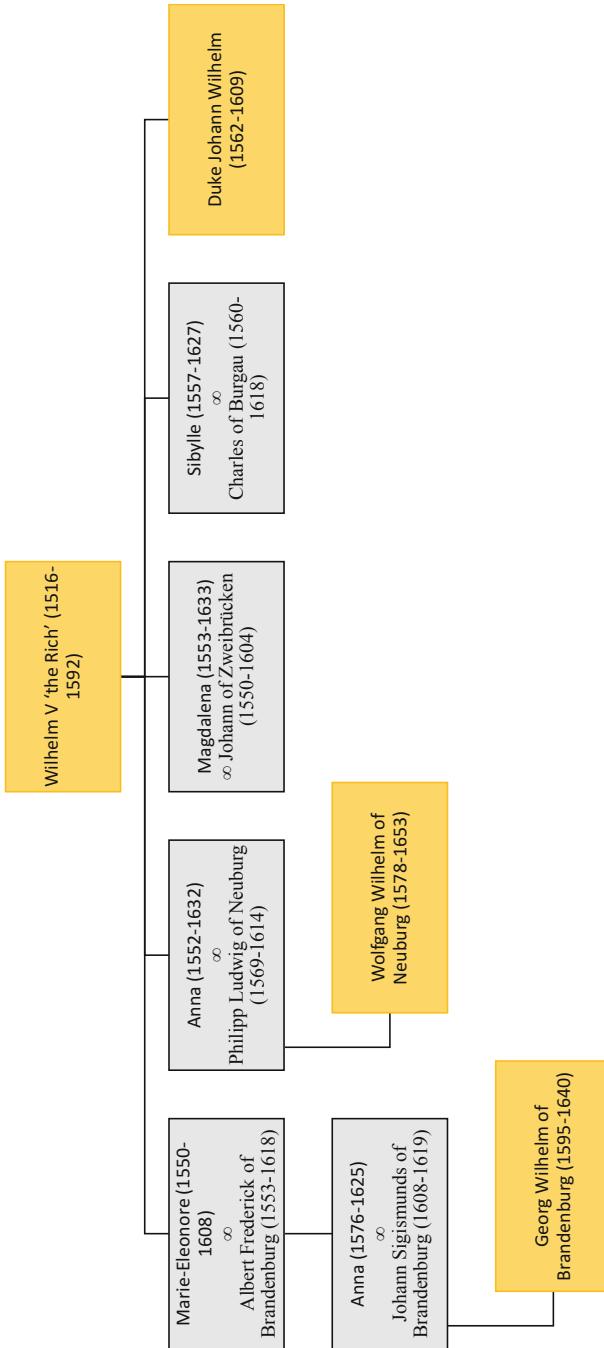 Wilhelm V ‘the Rich’ (1516-
1592)
Marie-Eleonore (1550-
1608)
∞
Albert Frederick of
Brandenburg (1553-1618)
Anna (1552-1632)
∞
Philipp Ludwig of Neuburg
(1569-1614)
Magdalena (1553-1633)
∞ Johann of Zweibrücken
(1550-1604)
Sibylle (1557-1627)
∞
Charles of Burgau (1560-
1618)
Duke Johann Wilhelm
(1562-1609)
Anna (1576-1625)
∞
Johann Sigismunds of
Brandenburg (1608-1619)
Wolfgang Wilhelm of
Neuburg (1578-1653)
Georg Wilhelm of
Brandenburg (1595-1640)